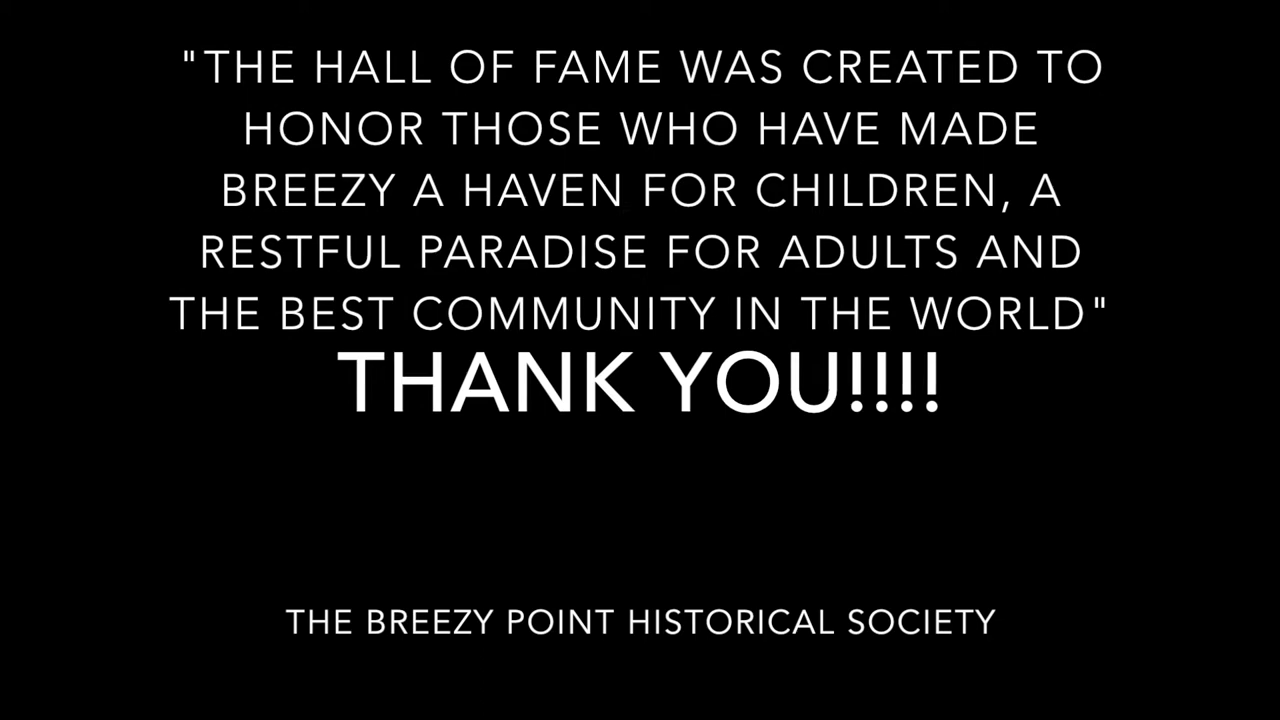 "THE HALL OF FAME WAS CREATED TO
HONOR THOSE WHO HAVE MADE
BREEZY A HAVEN FOR CHILDREN, A
RESTFUL PARADISE FOR ADULTS AND
THE BEST COMMUNITY IN THE WORLD"
THANK YOU!!!!
THE BREEZY POINT HISTORICAL SOCIETY